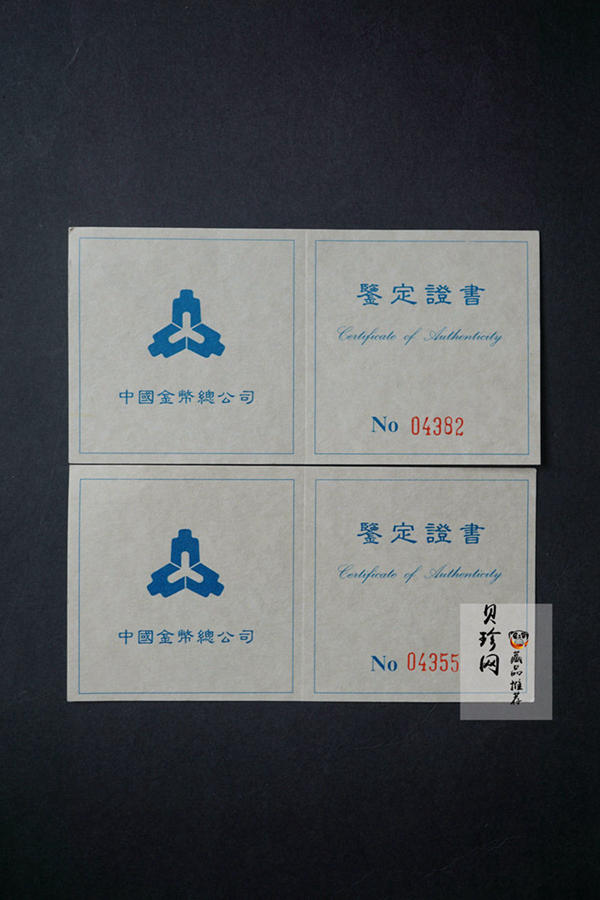 中國金幣總公司
鑒定證書
Certificate of Authenticity
No 04382
中國金幣總公司
鑒定證書
Certificate of Authenticity
No 04355
贝珍网
藏品推荐